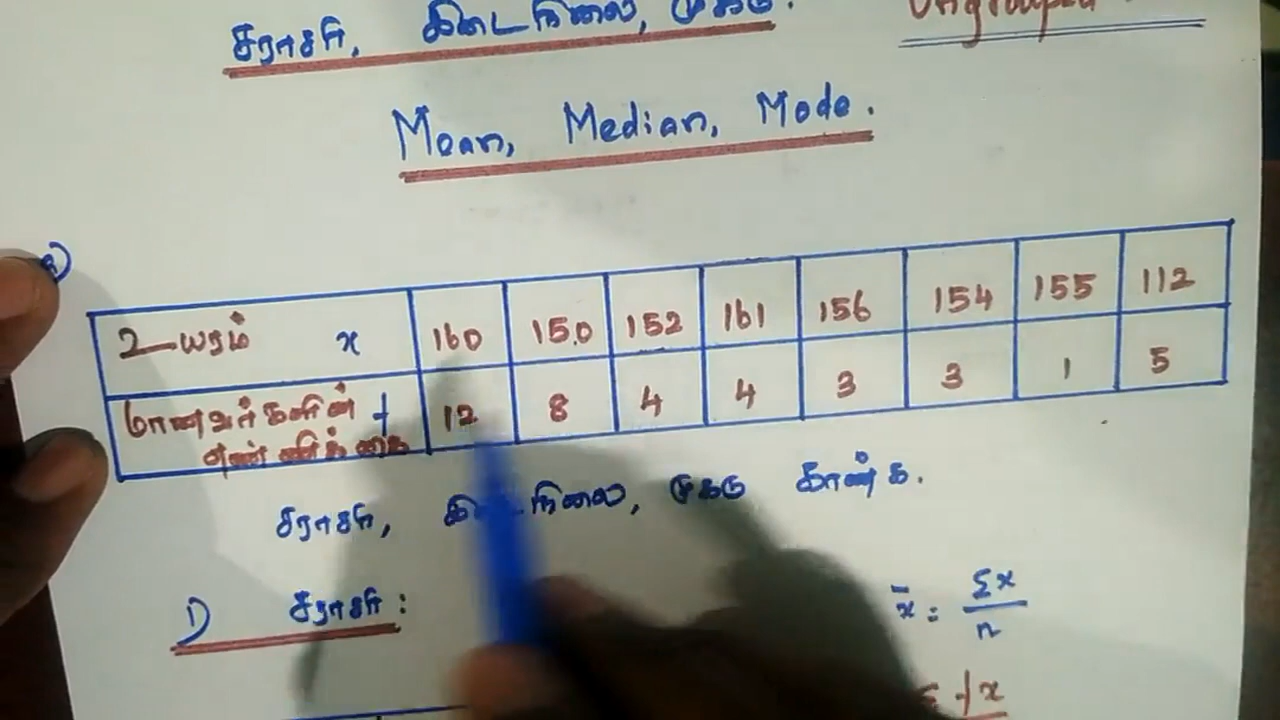 சராசரி, இடைநிலை, முகடு.
Mean, Median, Mode.
உயரம் x 160 150 152 161 156 154 155 112
மாணவர்களின் எண்ணிக்கை f 12 8 4 4 3 3 1 5
சராசரி, முகடு காண்க.
1) சராசரி :
x̄ = Σx / n
Σfx